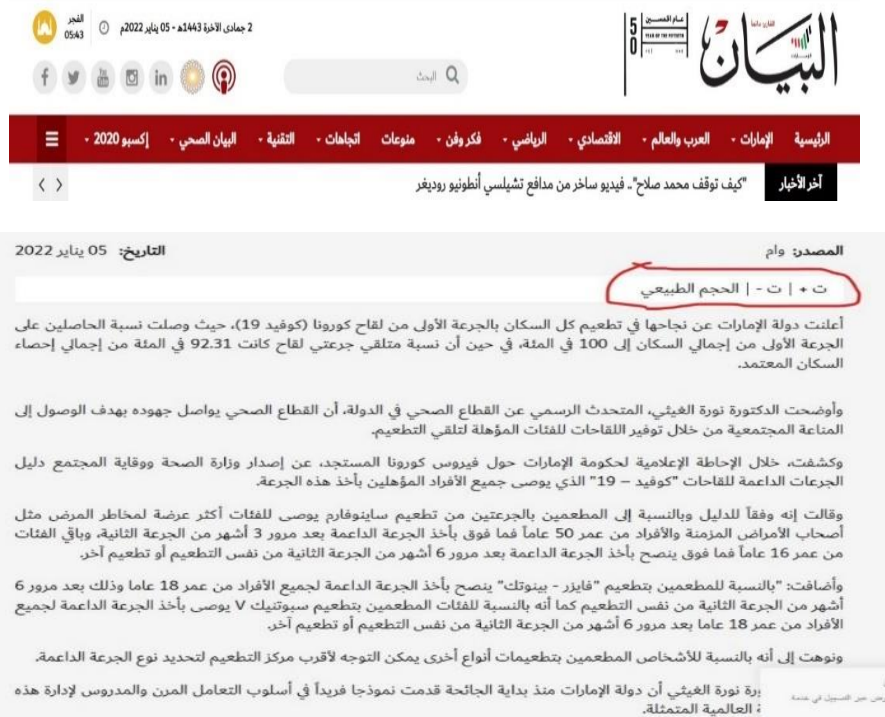 البيان
القارئ دائما
عام الخمسين
YEAR OF THE FIFTIETH
50
2 جمادى الآخرة 1443هـ - 05 يناير 2022م
الفجر
05:43
البحث
الرئيسية الإمارات العرب والعالم الاقتصادي الرياضي فكر وفن منوعات اتجاهات التقنية البيان الصحي إكسبو 2020
آخر الأخبار "كيف توقف محمد صلاح".. فيديو ساخر من مدافع تشيلسي أنطونيو روديغر
المصدر: وام التاريخ: 05 يناير 2022
ت + | ت - | الحجم الطبيعي
أعلنت دولة الإمارات عن نجاحها في تطعيم كل السكان بالجرعة الأولى من لقاح كورونا (كوفيد 19)، حيث وصلت نسبة الحاصلين على
الجرعة الأولى من إجمالي السكان إلى 100 في المئة، في حين أن نسبة متلقي جرعتي لقاح كانت 92.31 في المئة من إجمالي إحصاء
السكان المعتمد.
وأوضحت الدكتورة نورة الغيثي، المتحدث الرسمي عن القطاع الصحي في الدولة، أن القطاع الصحي يواصل جهوده بهدف الوصول إلى
المناعة المجتمعية من خلال توفير اللقاحات للفئات المؤهلة لتلقي التطعيم.
وكشفت، خلال الإحاطة الإعلامية لحكومة الإمارات حول فيروس كورونا المستجد، عن إصدار وزارة الصحة ووقاية المجتمع دليل
الجرعات الداعمة للقاحات "كوفيد – 19" الذي يوصى جميع الأفراد المؤهلين بأخذ هذه الجرعة.
وقالت إنه وفقاً للدليل وبالنسبة إلى المطعمين بالجرعتين من تطعيم ساينوفارم يوصى للفئات أكثر عرضة لمخاطر المرض مثل
أصحاب الأمراض المزمنة والأفراد من عمر 50 عاماً فما فوق بأخذ الجرعة الداعمة بعد مرور 3 أشهر من الجرعة الثانية، وباقي الفئات
من عمر 16 عاماً فما فوق ينصح بأخذ الجرعة الداعمة بعد مرور 6 أشهر من الجرعة الثانية من نفس التطعيم أو تطعيم آخر.
وأضافت: "بالنسبة للمطعمين بتطعيم "فايزر - بيونتك" ينصح بأخذ الجرعة الداعمة لجميع الأفراد من عمر 18 عاما وذلك بعد مرور 6
أشهر من الجرعة الثانية من نفس التطعيم كما أنه بالنسبة للفئات المطعمين بتطعيم سبوتنيك V يوصى بأخذ الجرعة الداعمة لجميع
الأفراد من عمر 18 عاما بعد مرور 6 أشهر من الجرعة الثانية من نفس التطعيم أو تطعيم آخر.
ونوهت إلى أنه بالنسبة للأشخاص المطعمين بتطعيمات أنواع أخرى يمكن التوجه لأقرب مركز التطعيم لتحديد نوع الجرعة الداعمة.
ورة نورة الغيثي أن دولة الإمارات منذ بداية الجائحة قدمت نموذجا فريداً في أسلوب التعامل المرن والمدروس لإدارة هذه
العالمية المتمثلة.